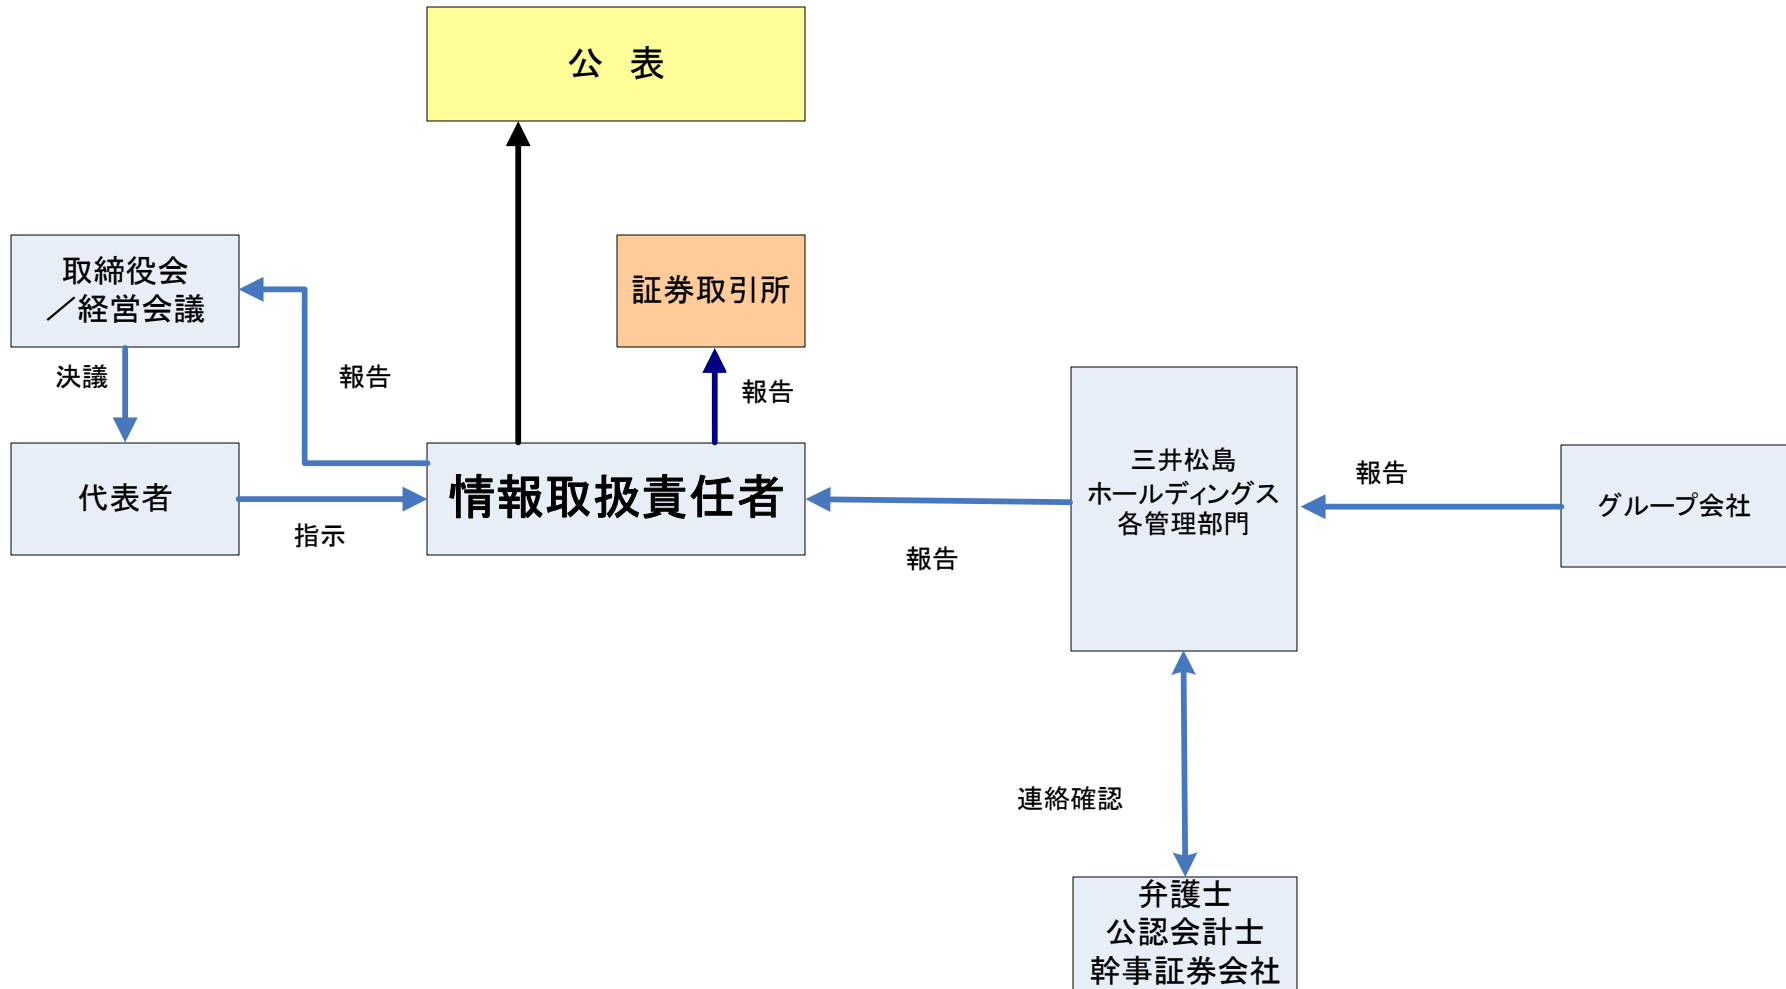 公 表
取締役会
／経営会議
証券取引所
決議
報告
報告
代表者
指示
情報取扱責任者
報告
三井松島
ホールディングス
各管理部門
報告
グループ会社
連絡確認
弁護士
公認会計士
幹事証券会社